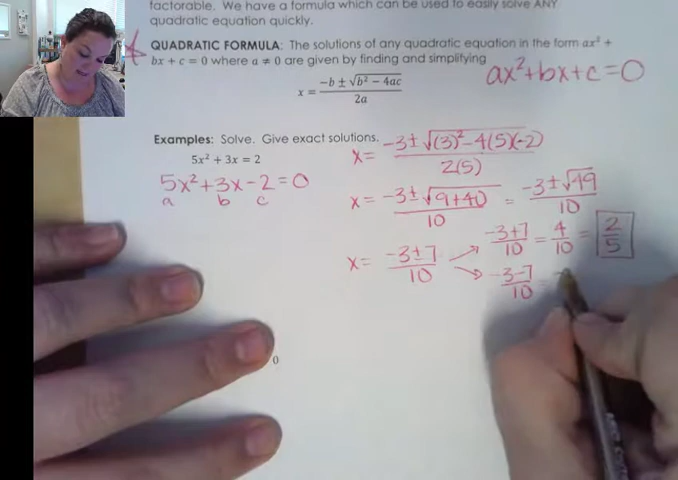 factorable. We have a formula which can be used to easily solve ANY
quadratic equation quickly.
QUADRATIC FORMULA: The solutions of any quadratic equation in the form ax² +
bx + c = 0 where a ≠ 0 are given by finding and simplifying
x = (-b ± √(b² − 4ac)) / 2a
ax²+bx+c=0
Examples: Solve. Give exact solutions.
5x² + 3x = 2
5x²+3x-2=0
a b c
x= (-3±√((3)²-4(5)(-2))) / 2(5)
x= (-3±√(9+40)) / 10 = (-3±√49) / 10
x= (-3±7) / 10
(-3+7) / 10 = 4/10 = 2/5
(-3-7) / 10 =
0